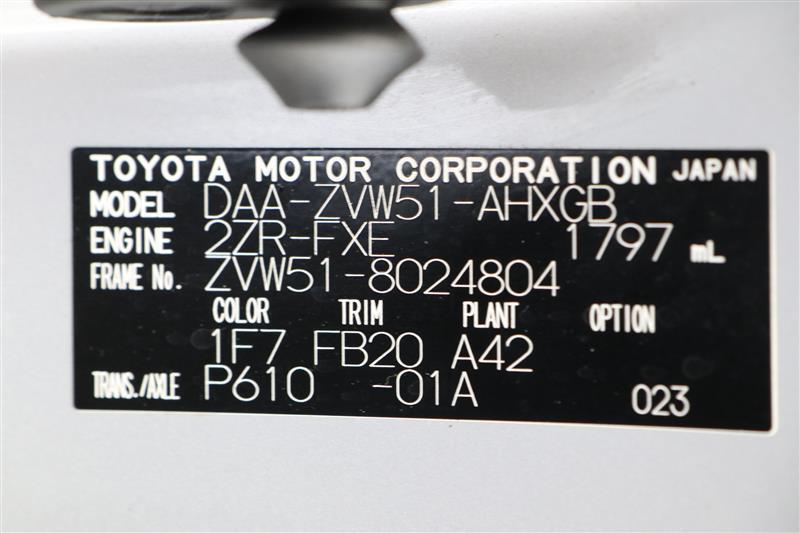 TOYOTA MOTOR CORPORATION JAPAN
MODEL DAA-ZVW51-AHXGB
ENGINE 2ZR-FXE 1797 mL
FRAME No. ZVW51-8024804
COLOR TRIM PLANT OPTION
1F7 FB20 A42
TRANS./AXLE P610 -01A 023